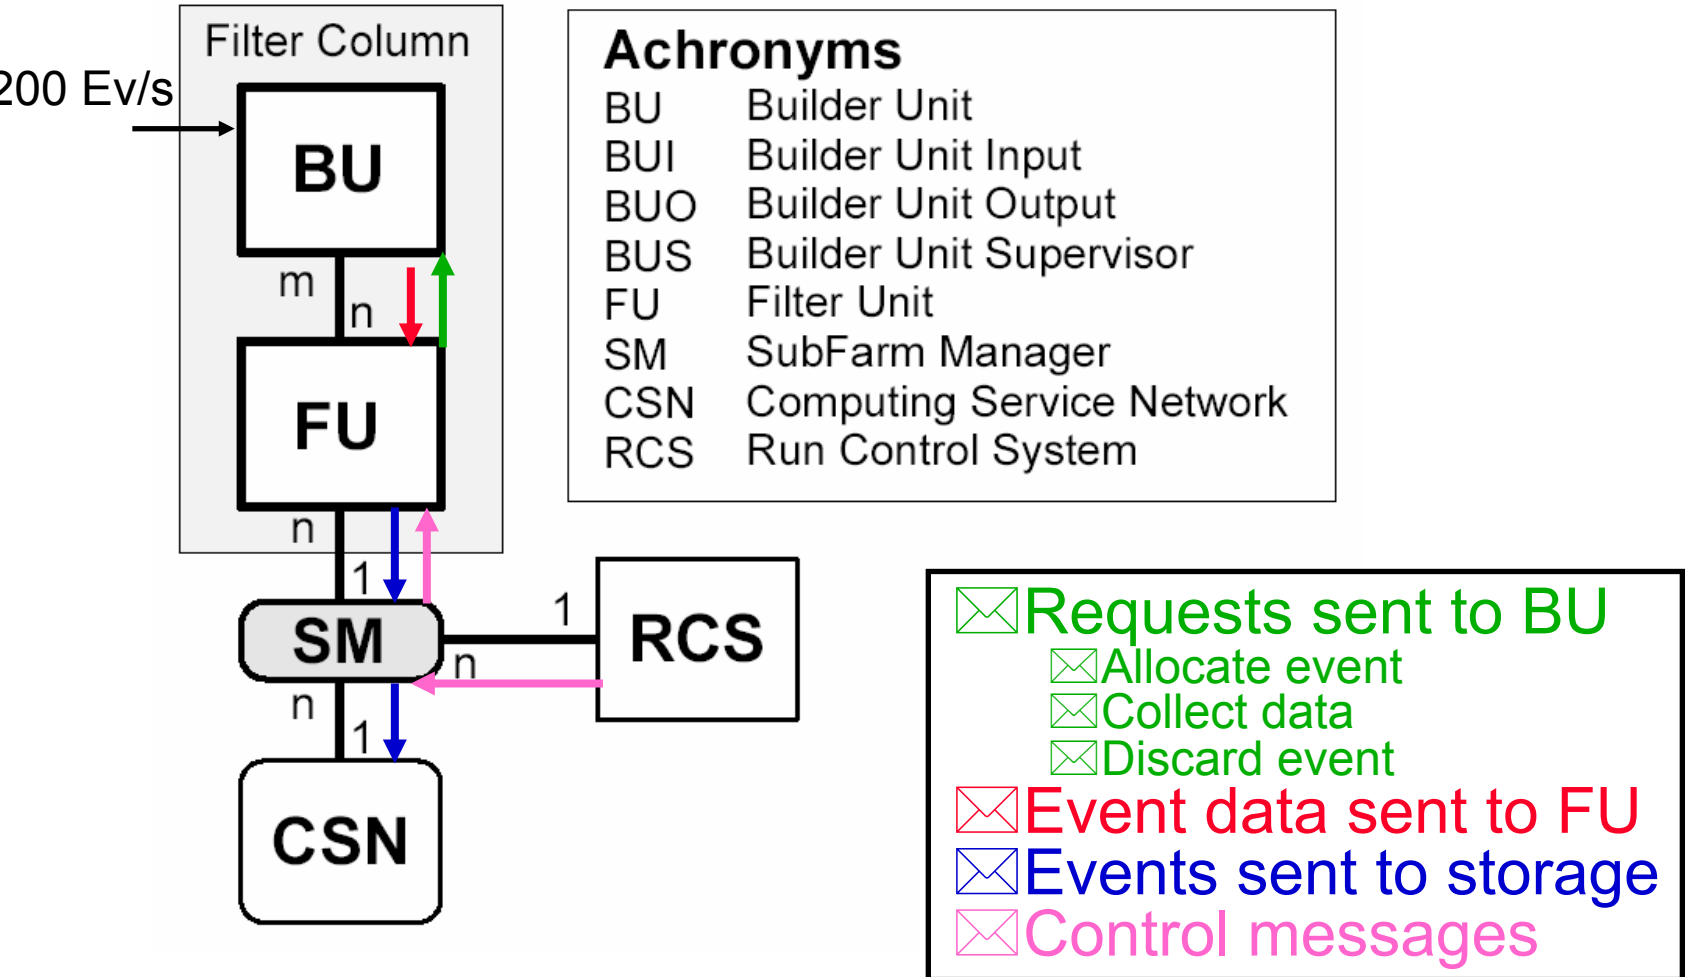 Filter Column
200 Ev/s
BU
m
n
FU
n
1
SM
1
n
RCS
n
1
CSN
Achronyms
BU Builder Unit
BUI Builder Unit Input
BUO Builder Unit Output
BUS Builder Unit Supervisor
FU Filter Unit
SM SubFarm Manager
CSN Computing Service Network
RCS Run Control System
Requests sent to BU
Allocate event
Collect data
Discard event
Event data sent to FU
Events sent to storage
Control messages